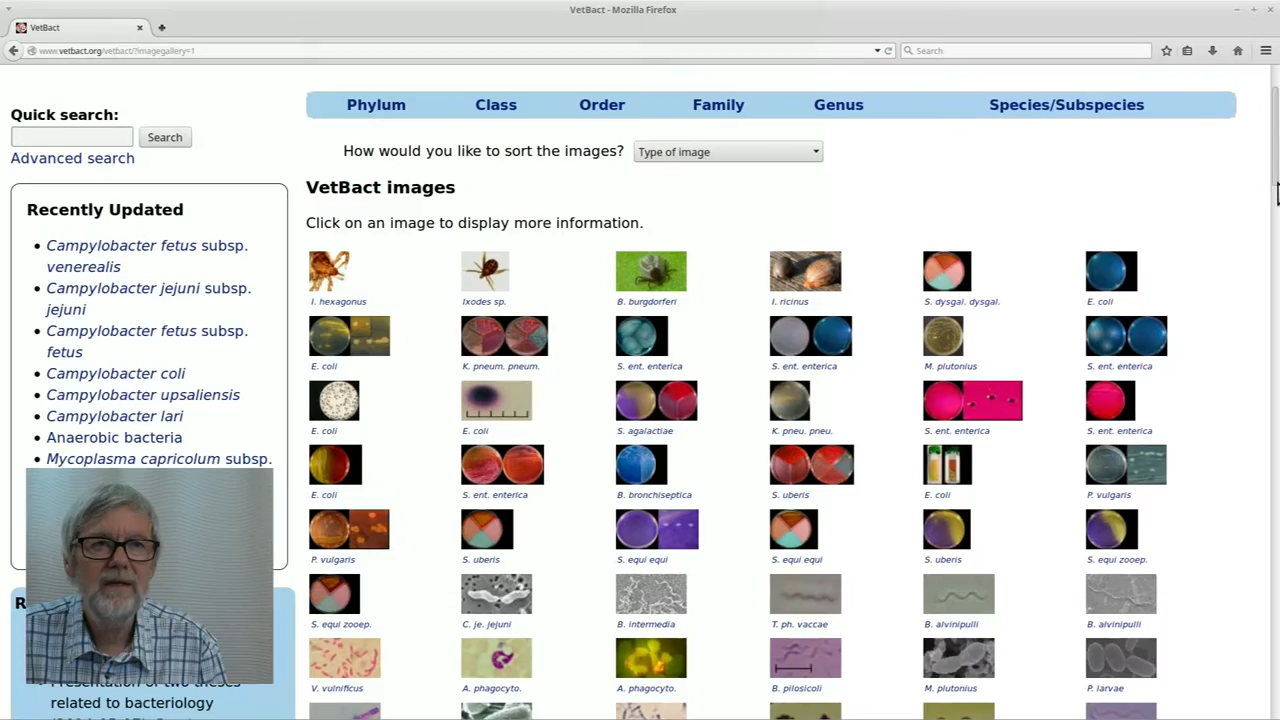 VetBact - Mozilla Firefox
VetBact
www.vetbact.org/vetbact/?imagegallery=1
Search
Quick search:
Search
Advanced search
Recently Updated
Campylobacter fetus subsp.
venerealis
Campylobacter jejuni subsp.
jejuni
Campylobacter fetus subsp.
fetus
Campylobacter coli
Campylobacter upsaliensis
Campylobacter lari
Anaerobic bacteria
Mycoplasma capricolum subsp.
R
Presentation of two theses
related to bacteriology
Phylum Class Order Family Genus Species/Subspecies
How would you like to sort the images? Type of image
VetBact images
Click on an image to display more information.
I. hexagonus Ixodes sp. B. burgdorferi I. ricinus S. dysgal. dysgal. E. coli
E. coli K. pneum. pneum. S. ent. enterica S. ent. enterica M. plutonius S. ent. enterica
E. coli E. coli S. agalactiae K. pneu. pneu. S. ent. enterica S. ent. enterica
E. coli S. ent. enterica B. bronchiseptica S. uberis E. coli P. vulgaris
P. vulgaris S. uberis S. equi equi S. equi equi S. uberis S. equi zooep.
S. equi zooep. C. je. jejuni B. intermedia T. ph. vaccae B. alvinipulli B. alvinipulli
V. vulnificus A. phagocyto. A. phagocyto. B. pilosicoli M. plutonius P. larvae